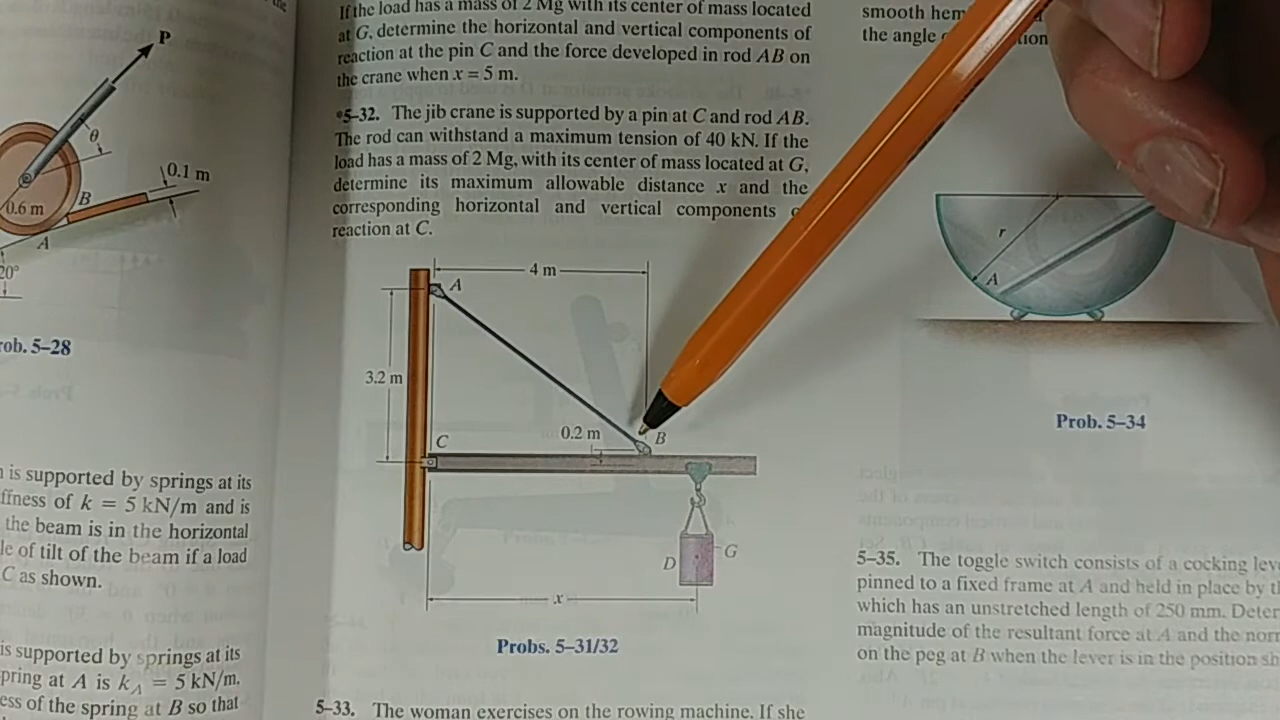 P
θ
0.1 m
B
0.6 m
A
20°
rob. 5–28
is supported by springs at its
ffness of k = 5 kN/m and is
the beam is in the horizontal
le of tilt of the beam if a load
C as shown.
is supported by springs at its
pring at A is kA = 5 kN/m,
ess of the spring at B so that
If the load has a mass of 2 Mg with its center of mass located
at G, determine the horizontal and vertical components of
reaction at the pin C and the force developed in rod AB on
the crane when x = 5 m.
*5–32. The jib crane is supported by a pin at C and rod AB.
The rod can withstand a maximum tension of 40 kN. If the
load has a mass of 2 Mg, with its center of mass located at G,
determine its maximum allowable distance x and the
corresponding horizontal and vertical components
reaction at C.
4 m
A
3.2 m
C
0.2 m
B
D
G
x
Probs. 5–31/32
5–33. The woman exercises on the rowing machine. If she
smooth hem
the angle
r
A
Prob. 5–34
5–35. The toggle switch consists of a cocking leve
pinned to a fixed frame at A and held in place by t
which has an unstretched length of 250 mm. Deter
magnitude of the resultant force at A and the nor
on the peg at B when the lever is in the position sh